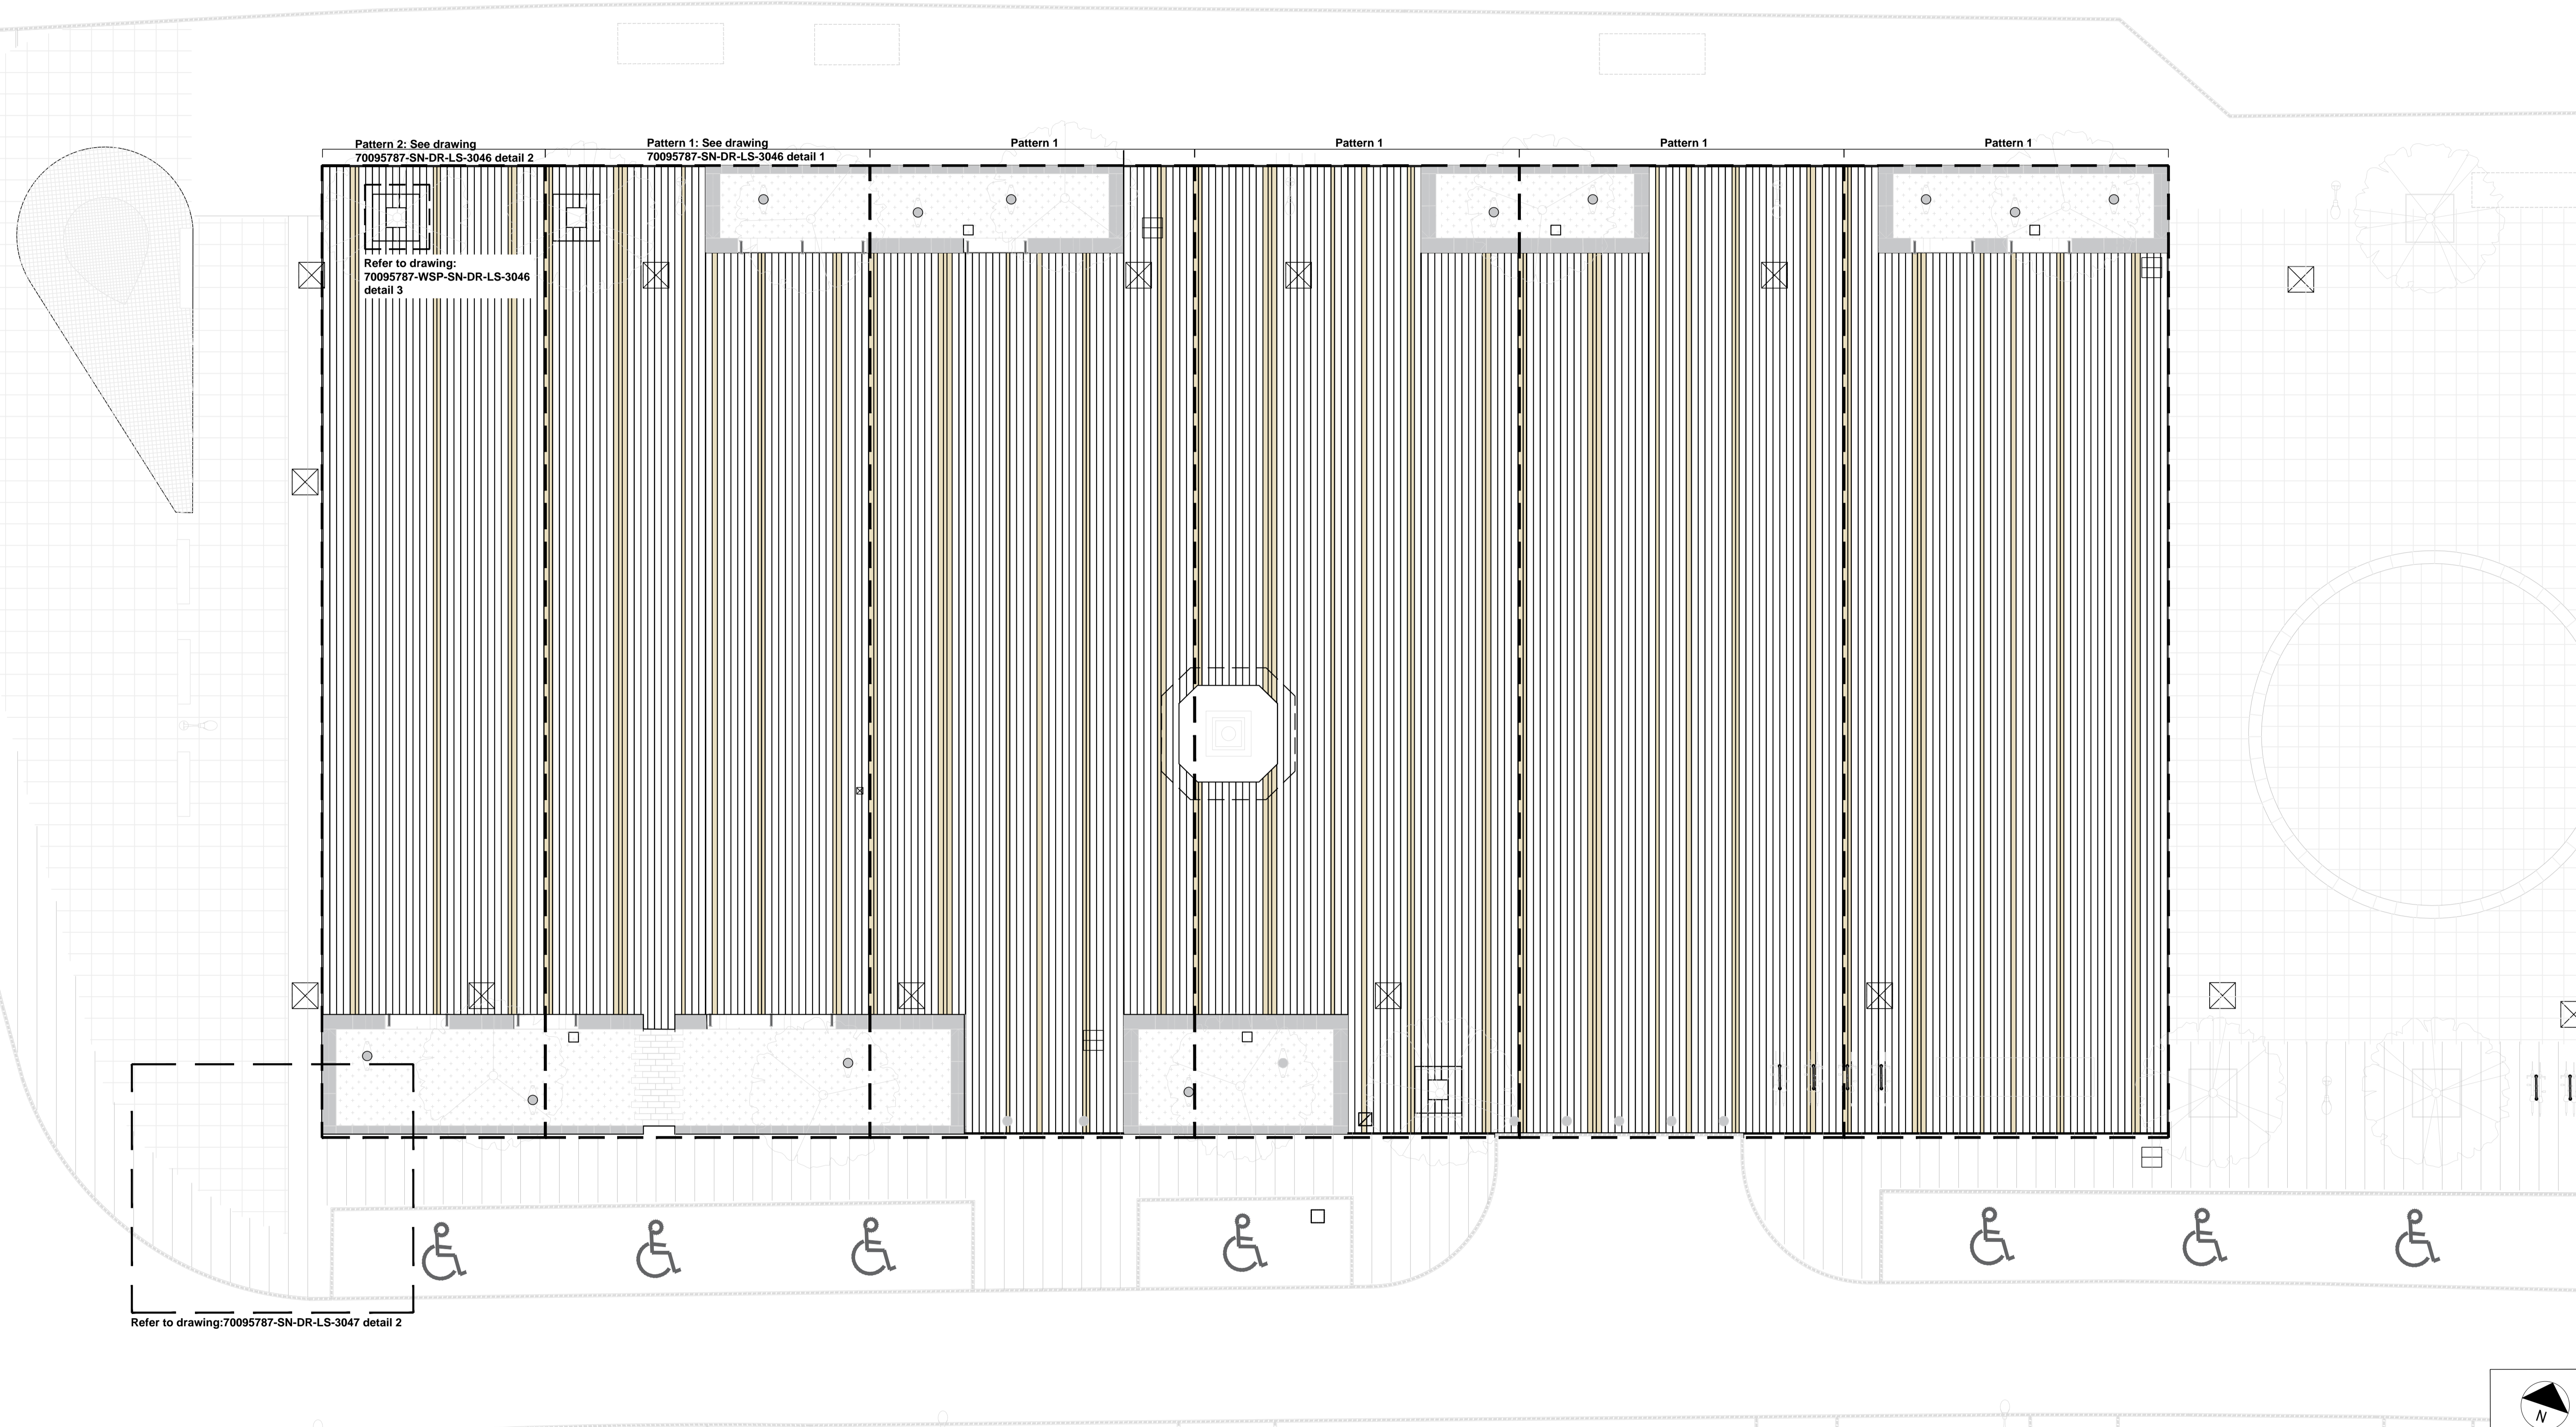 Pattern 2: See drawing
70095787-SN-DR-LS-3046 detail 2
Pattern 1: See drawing
70095787-SN-DR-LS-3046 detail 1
Pattern 1
Pattern 1
Pattern 1
Pattern 1
Refer to drawing:
70095787-WSP-SN-DR-LS-3046
detail 3
Refer to drawing:70095787-SN-DR-LS-3047 detail 2
N